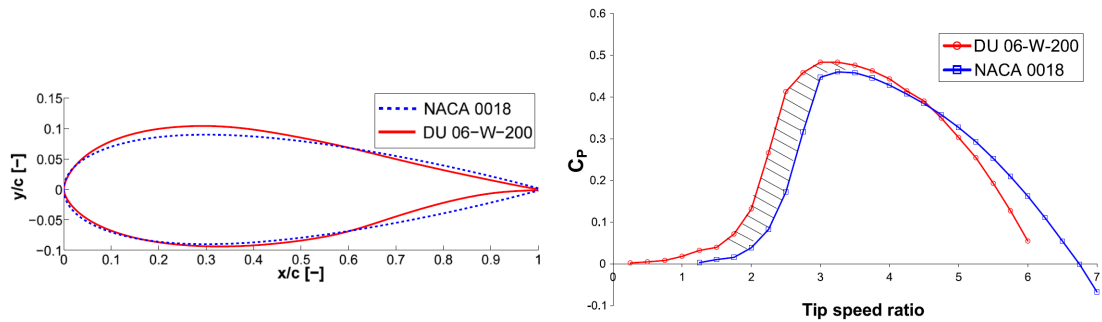 0.15
0.1
0.05
0
−0.05
−0.1
y/c [−]
0 0.1 0.2 0.3 0.4 0.5 0.6 0.7 0.8 0.9 1
x/c [−]
NACA 0018
DU 06−W−200
0.6
0.5
0.4
0.3
0.2
0.1
0
-0.1
C_P
0 1 2 3 4 5 6 7
Tip speed ratio
DU 06-W-200
NACA 0018